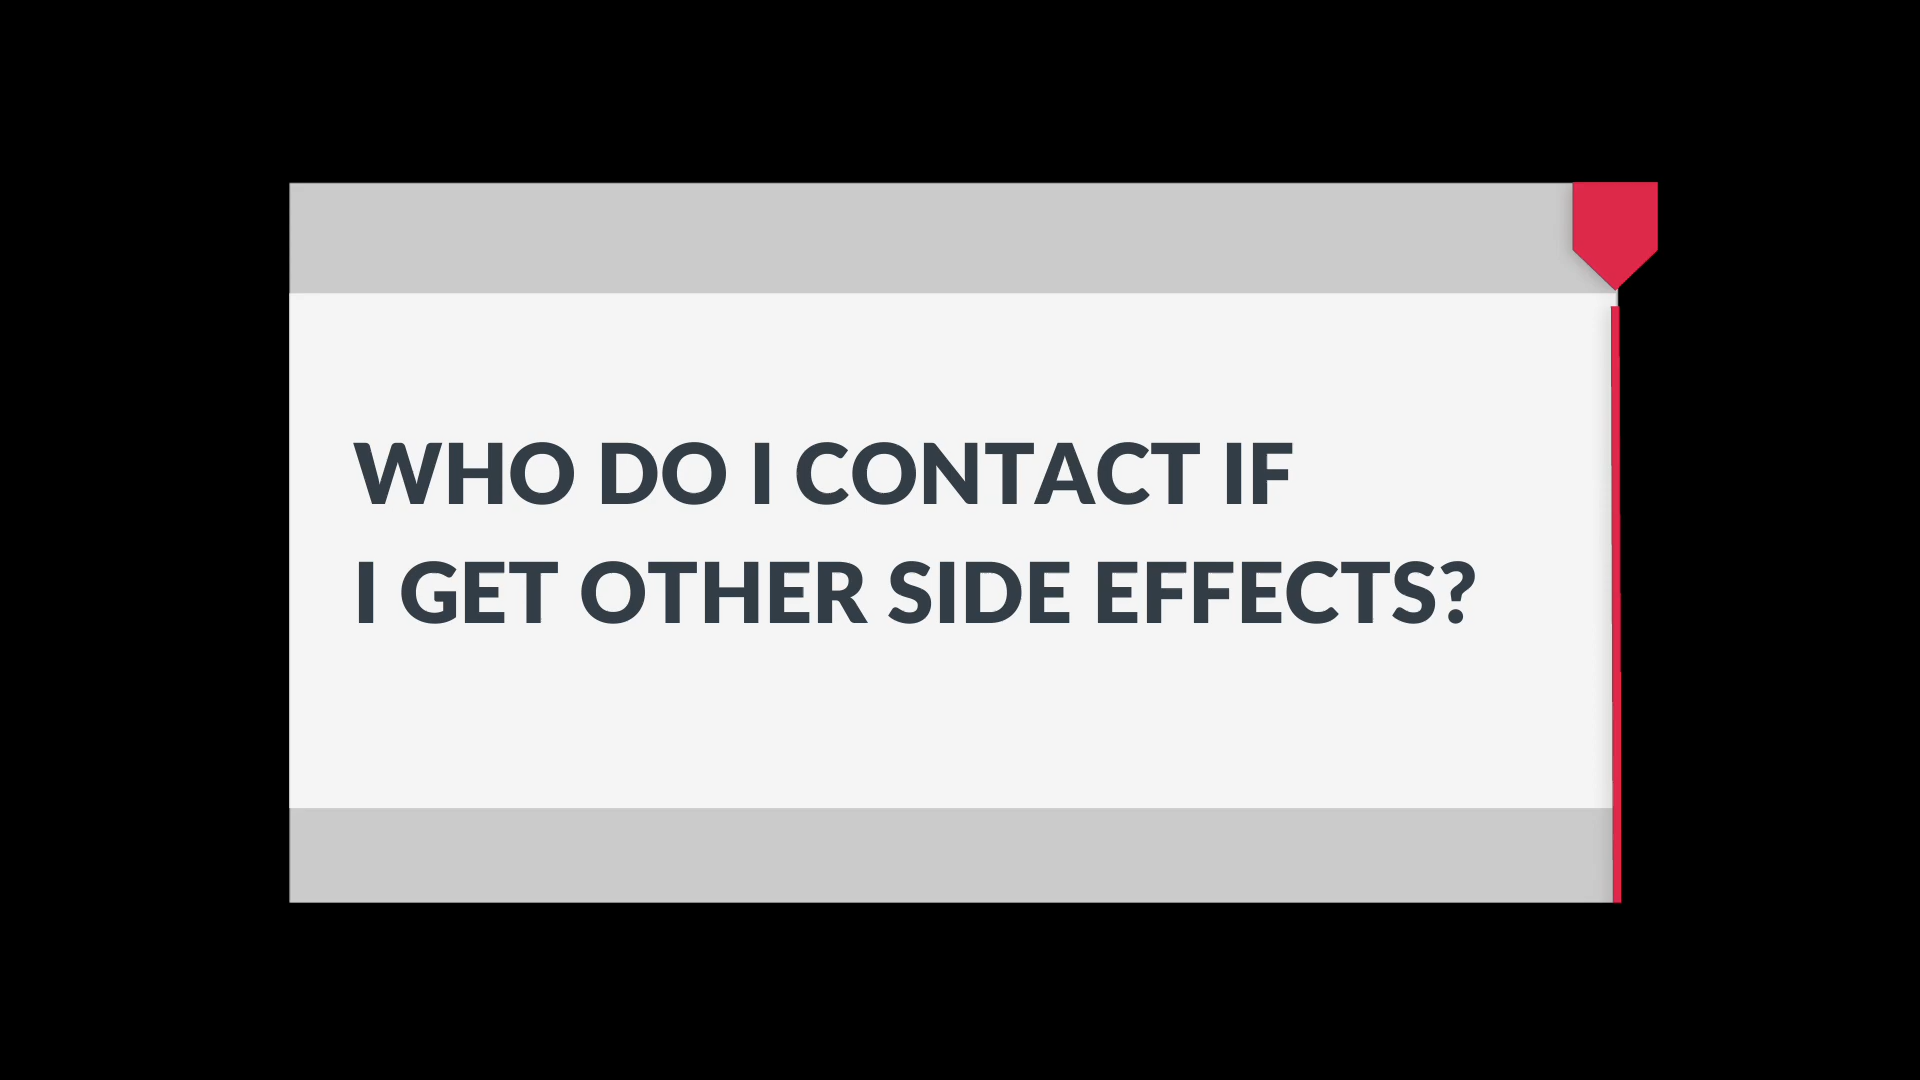 WHO DO I CONTACT IF
I GET OTHER SIDE EFFECTS?